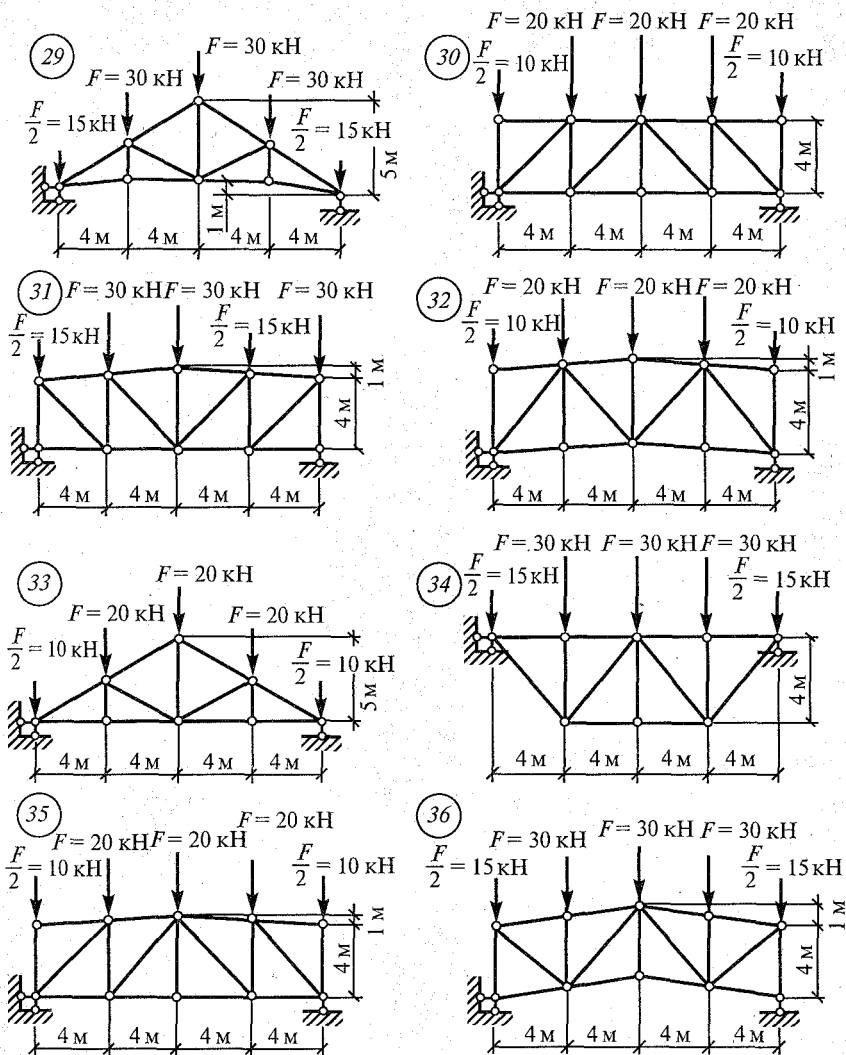 29
F = 30 кН
F = 30 кН
F = 30 кН
F/2 = 15 кН
F/2 = 15 кН
5 м
1 м
4 м 4 м 4 м 4 м
30
F = 20 кН F = 20 кН F = 20 кН
F/2 = 10 кН
F/2 = 10 кН
4 м
4 м 4 м 4 м 4 м
31
F = 30 кН F = 30 кН F = 30 кН
F/2 = 15 кН
F/2 = 15 кН
1 м
4 м
4 м 4 м 4 м 4 м
32
F = 20 кН F = 20 кН F = 20 кН
F/2 = 10 кН
F/2 = 10 кН
1 м
4 м
4 м 4 м 4 м 4 м
33
F = 20 кН
F = 20 кН
F = 20 кН
F/2 = 10 кН
F/2 = 10 кН
5 м
4 м 4 м 4 м 4 м
34
F = 30 кН F = 30 кН F = 30 кН
F/2 = 15 кН
F/2 = 15 кН
4 м
4 м 4 м 4 м 4 м
35
F = 20 кН
F = 20 кН F = 20 кН
F/2 = 10 кН
F/2 = 10 кН
1 м
4 м
4 м 4 м 4 м 4 м
36
F = 30 кН F = 30 кН F = 30 кН
F/2 = 15 кН
F/2 = 15 кН
1 м
4 м
4 м 4 м 4 м 4 м